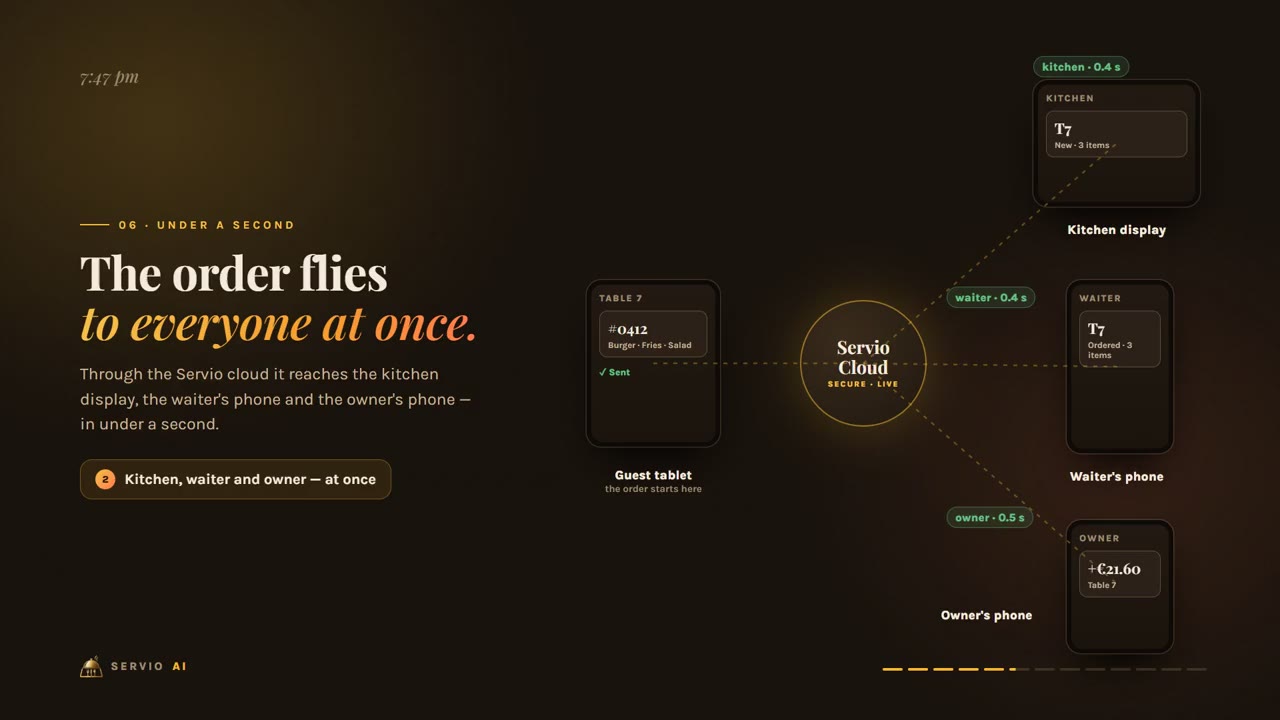 7:47 pm
06 · UNDER A SECOND
The order flies
to everyone at once.
Through the Servio cloud it reaches the kitchen
display, the waiter's phone and the owner's phone —
in under a second.
2 Kitchen, waiter and owner — at once
TABLE 7
#0412
Burger · Fries · Salad
✓ Sent
Guest tablet
the order starts here
Servio
Cloud
SECURE · LIVE
kitchen · 0.4 s
KITCHEN
T7
New · 3 items
Kitchen display
waiter · 0.4 s
WAITER
T7
Ordered · 3
items
Waiter's phone
owner · 0.5 s
OWNER
+€21.60
Table 7
Owner's phone
SERVIO AI